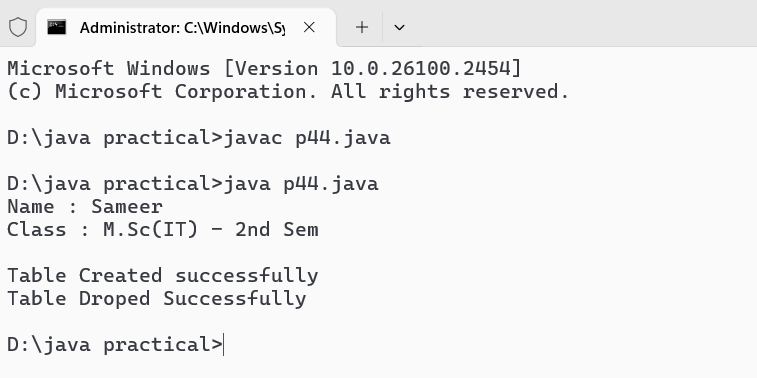 Administrator: C:\Windows\Sy
Microsoft Windows [Version 10.0.26100.2454]
(c) Microsoft Corporation. All rights reserved.
D:\java practical>javac p44.java
D:\java practical>java p44.java
Name : Sameer
Class : M.Sc(IT) - 2nd Sem
Table Created successfully
Table Droped Successfully
D:\java practical>